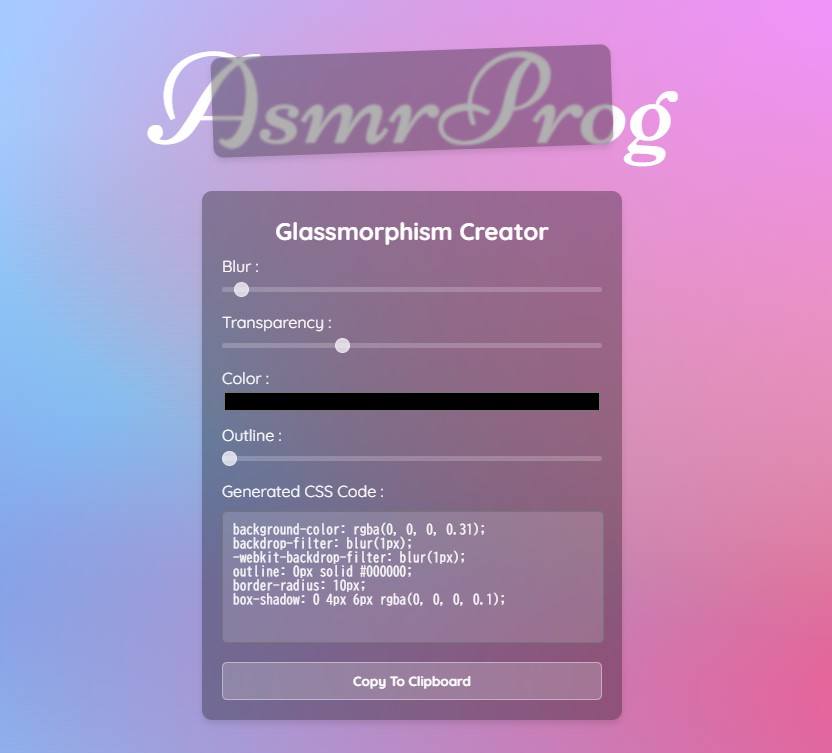 AsmrProg
Glassmorphism Creator
Blur :
Transparency :
Color :
Outline :
Generated CSS Code :
background-color: rgba(0, 0, 0, 0.31);
backdrop-filter: blur(1px);
-webkit-backdrop-filter: blur(1px);
outline: 0px solid #000000;
border-radius: 10px;
box-shadow: 0 4px 6px rgba(0, 0, 0, 0.1);
Copy To Clipboard